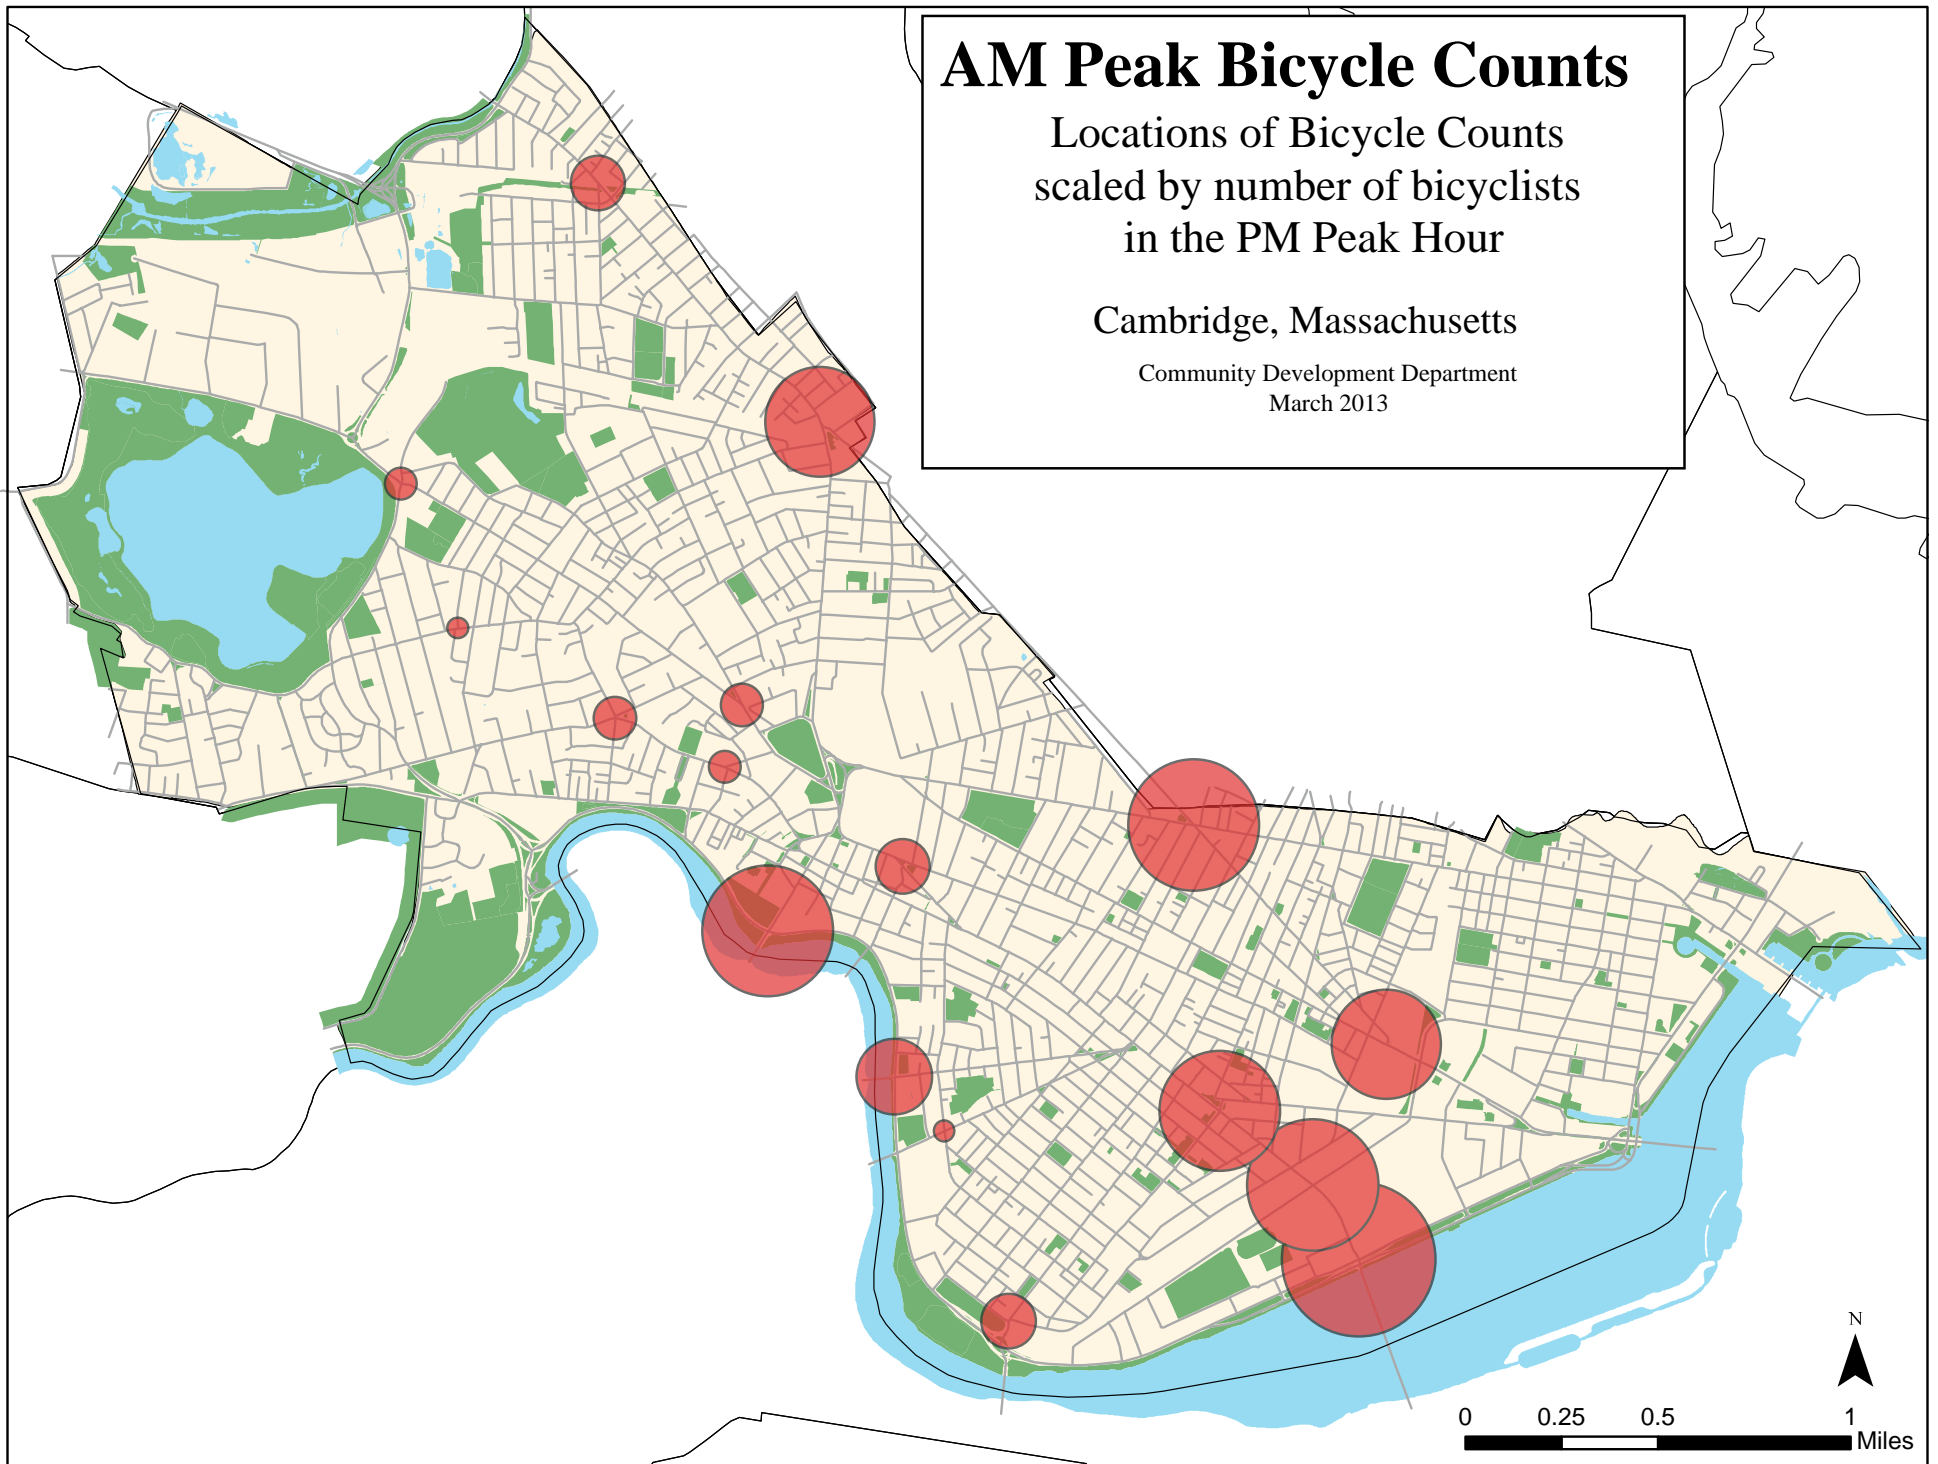 AM Peak Bicycle Counts
Locations of Bicycle Counts
scaled by number of bicyclists
in the PM Peak Hour
Cambridge, Massachusetts
Community Development Department
March 2013
N
0 0.25 0.5 1
Miles